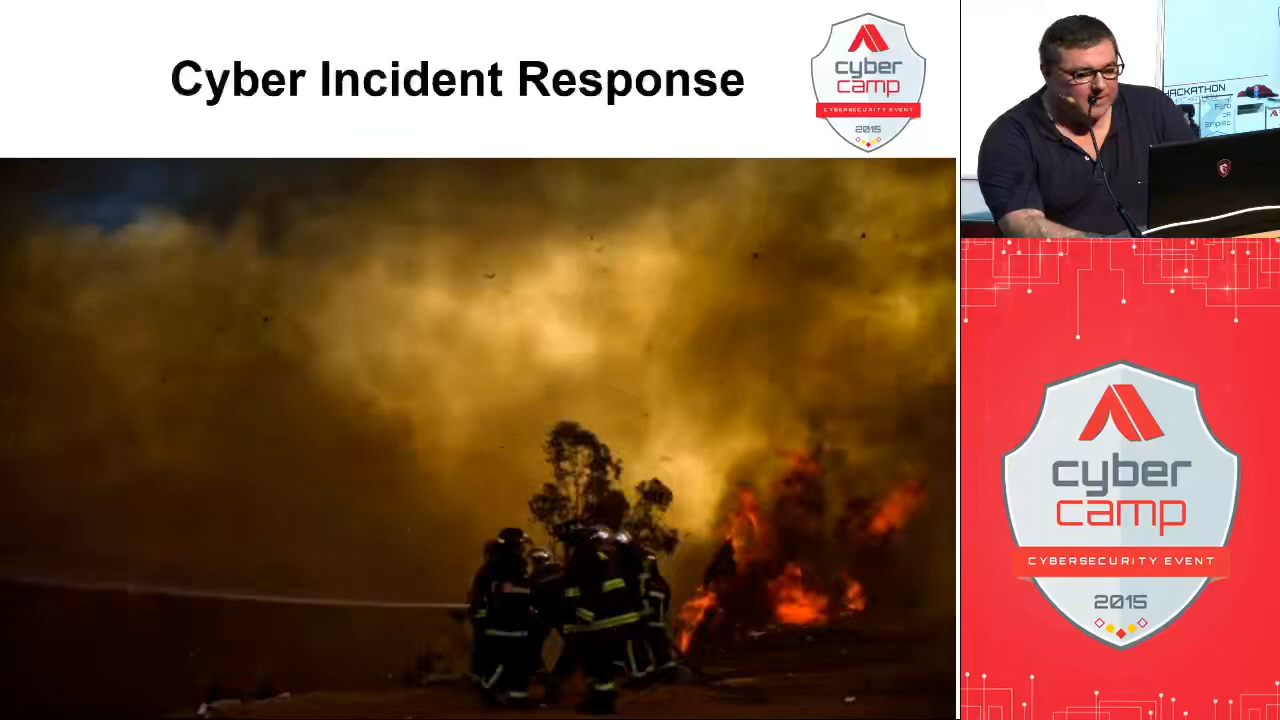 Cyber Incident Response
cyber
camp
CYBERSECURITY EVENT
2015
HACKATHON
cyber
camp
CYBERSECURITY EVENT
2015